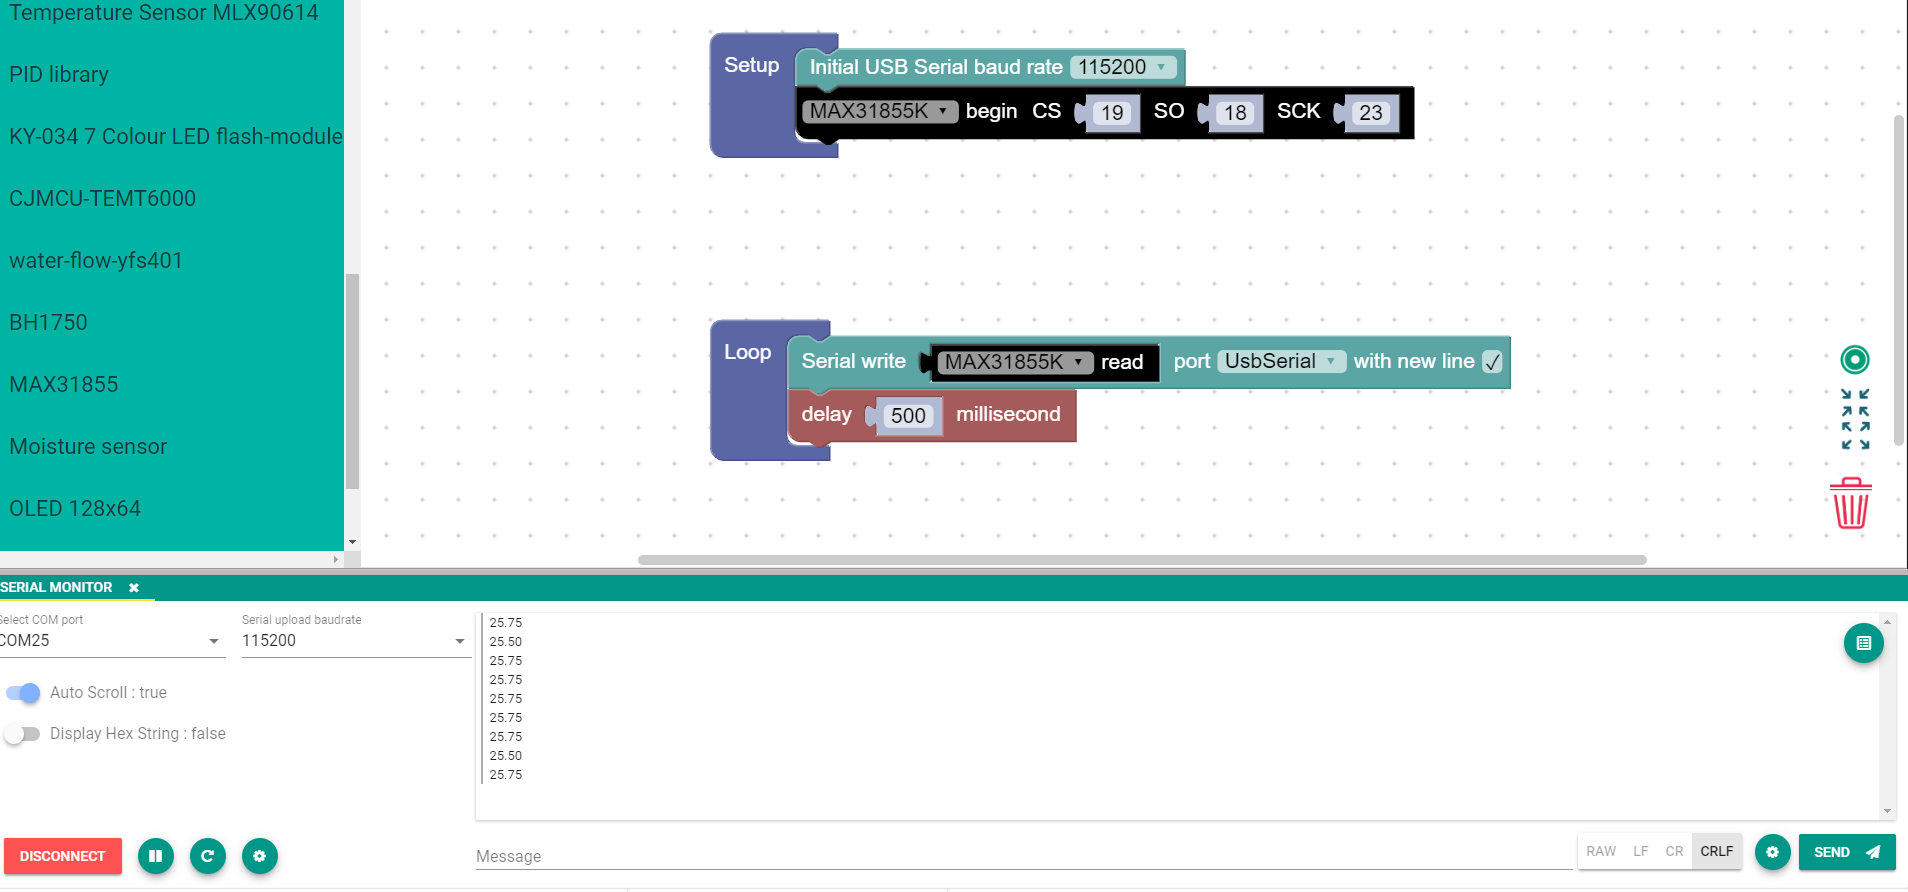 Temperature Sensor MLX90614
PID library
KY-034 7 Colour LED flash-module
CJMCU-TEMT6000
water-flow-yfs401
BH1750
MAX31855
Moisture sensor
OLED 128x64
Setup
Initial USB Serial baud rate 115200
MAX31855K begin CS 19 SO 18 SCK 23
Loop
Serial write MAX31855K read port UsbSerial with new line
delay 500 millisecond
SERIAL MONITOR
Select COM port
COM25
Serial upload baudrate
115200
Auto Scroll : true
Display Hex String : false
25.75
25.50
25.75
25.75
25.75
25.75
25.75
25.50
25.75
DISCONNECT
Message
RAW LF CR CRLF
SEND